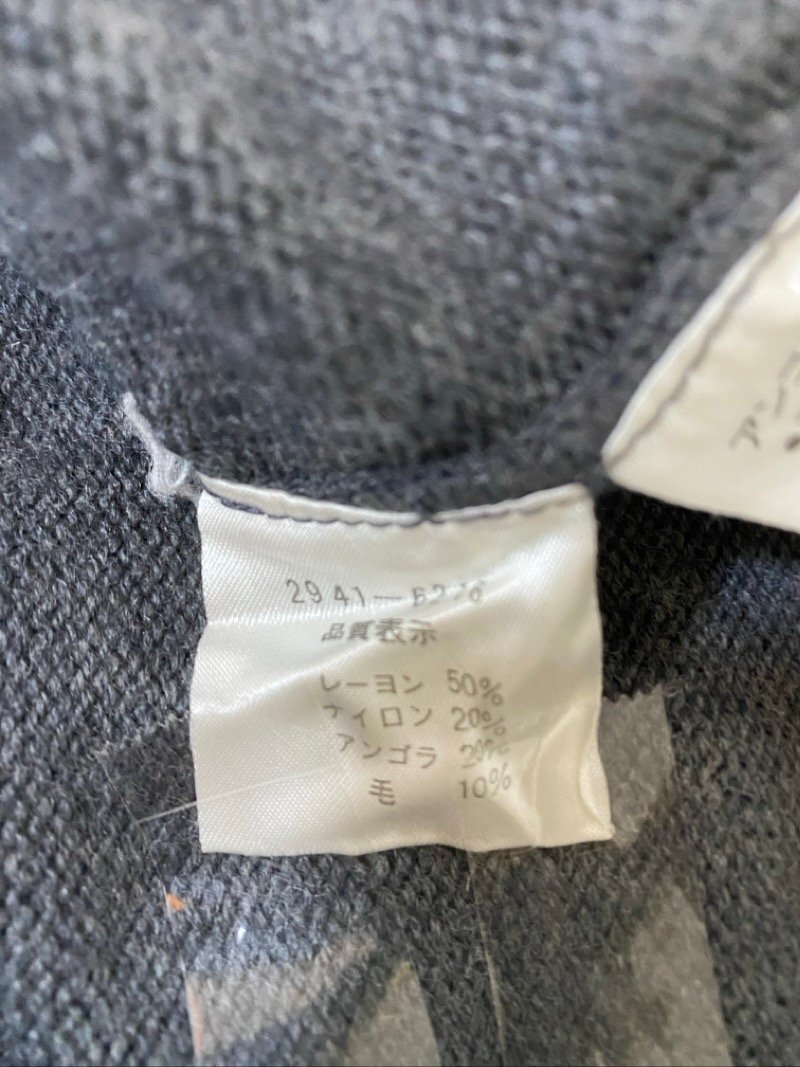 品質表示
レーヨン 50%
ナイロン 20%
アンゴラ 20%
毛 10%